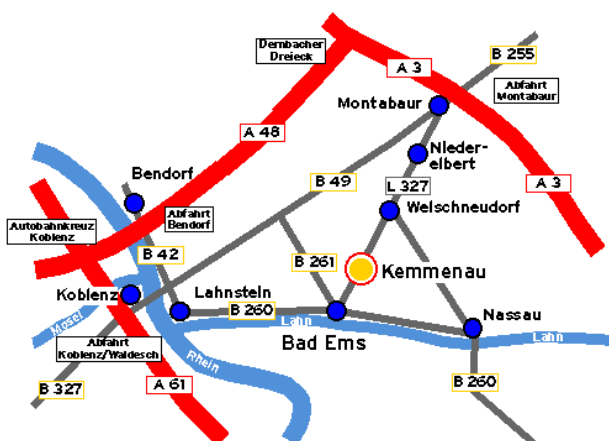 Dernbacher
Dreieck
B 255
A 3
Abfahrt
Montabaur
Montabaur
A 48
Nieder-
elbert
Bendorf
B 49
L 327
A 3
Welschneudorf
Autobahnkreuz
Koblenz
Abfahrt
Bendorf
B 42
B 261
Kemmenau
Koblenz
Lahnstein
B 260
Nassau
Mosel
Lahn
Lahn
Abfahrt
Koblenz/Waldesch
Bad Ems
Rhein
B 327
A 61
B 260